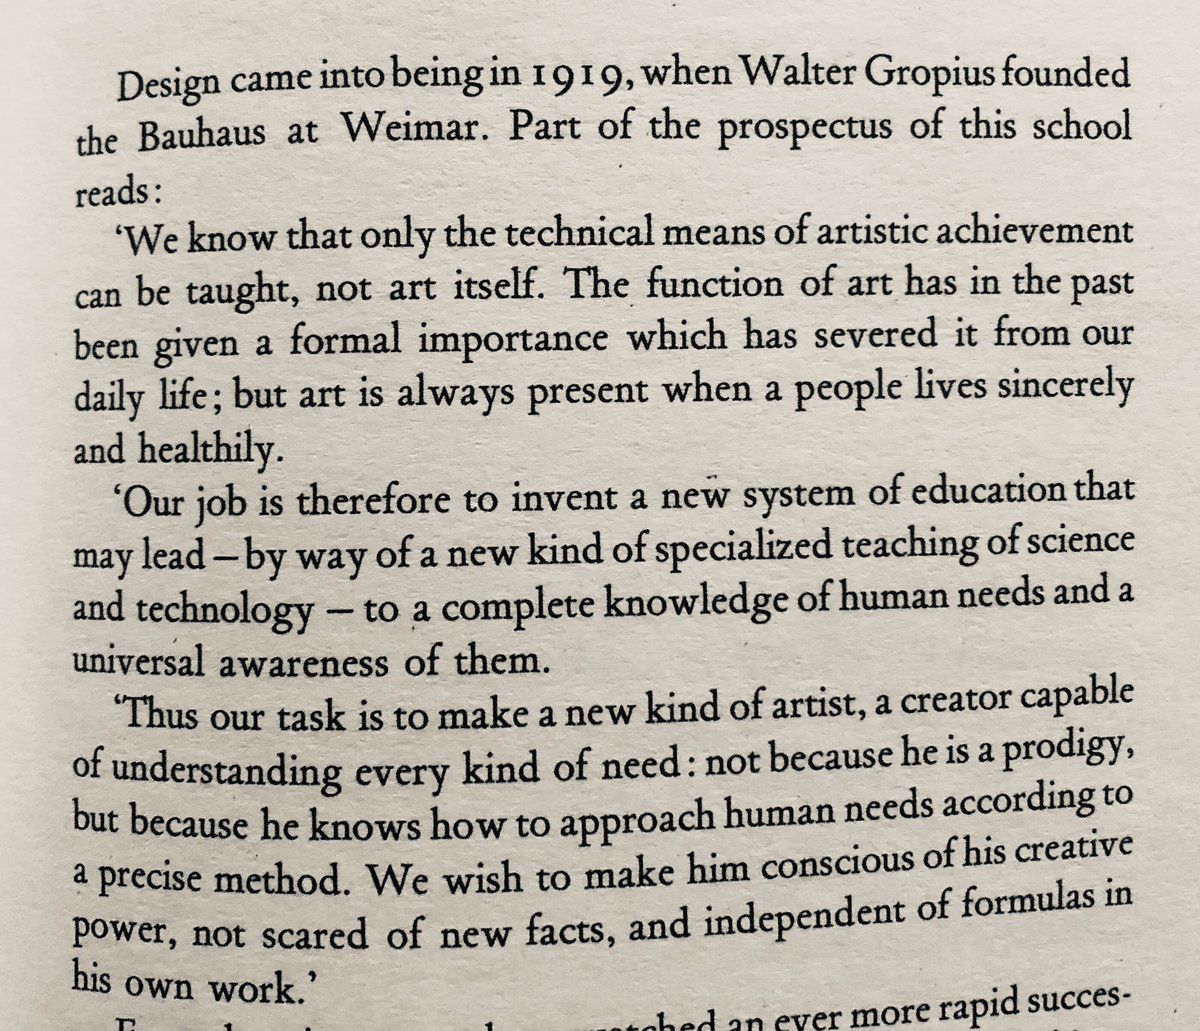 Design came into being in 1919, when Walter Gropius founded
the Bauhaus at Weimar. Part of the prospectus of this school
reads:
‘We know that only the technical means of artistic achievement
can be taught, not art itself. The function of art has in the past
been given a formal importance which has severed it from our
daily life; but art is always present when a people lives sincerely
and healthily.
‘Our job is therefore to invent a new system of education that
may lead – by way of a new kind of specialized teaching of science
and technology – to a complete knowledge of human needs and a
universal awareness of them.
‘Thus our task is to make a new kind of artist, a creator capable
of understanding every kind of need: not because he is a prodigy,
but because he knows how to approach human needs according to
a precise method. We wish to make him conscious of his creative
power, not scared of new facts, and independent of formulas in
his own work.’
an ever more rapid succes-